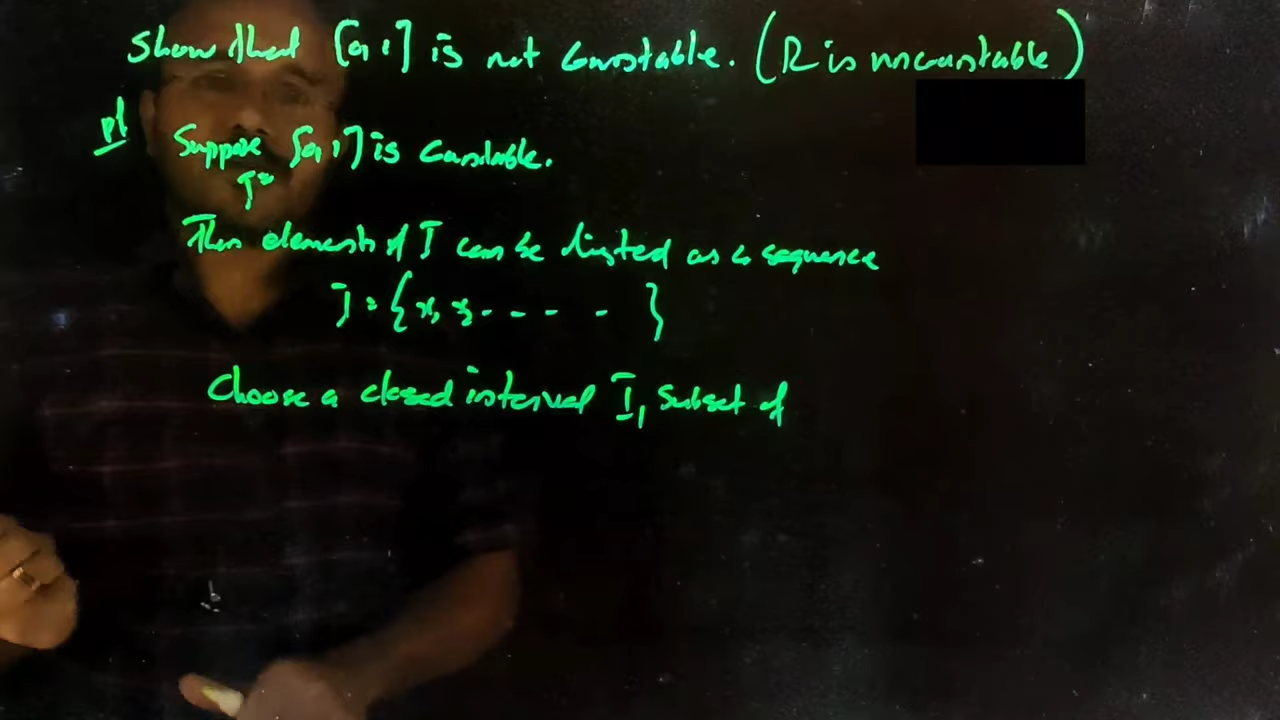 Show that [0, 1] is not Countable. (R is uncountable)
pf Suppose [0, 1] is Countable.
I =
Then elements of I can be listed as a sequence
I = {x₁, x₂ - - - - - }
Choose a closed interval I₁ subset of